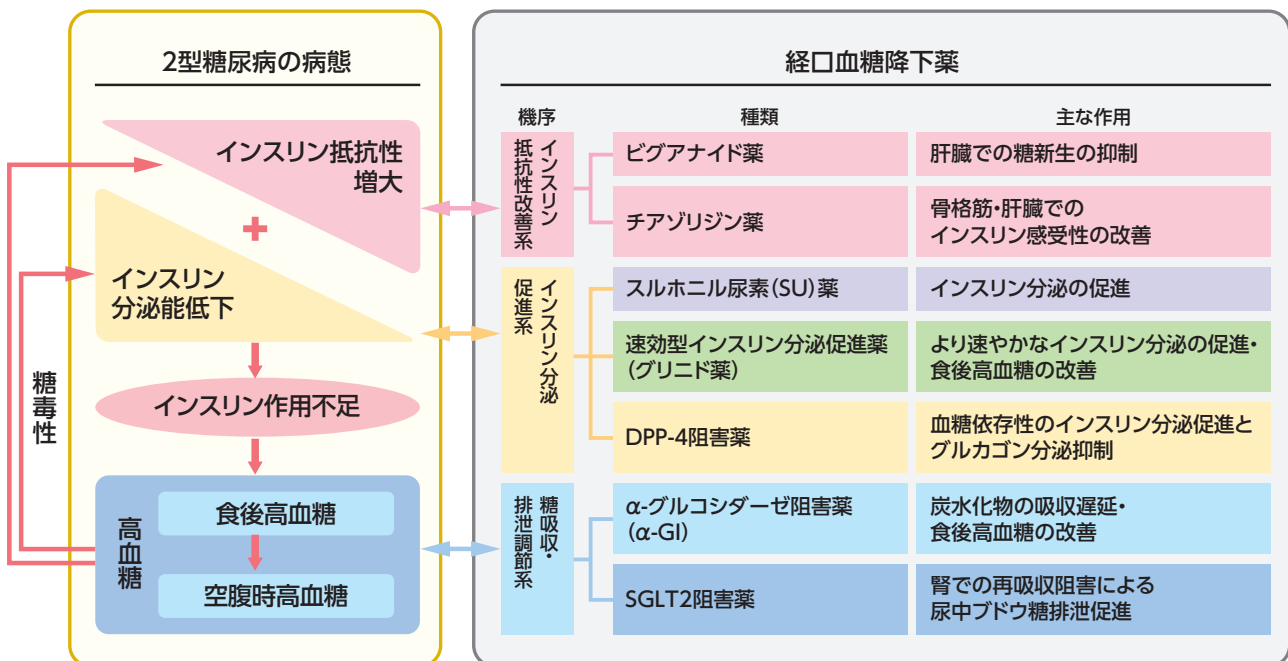 2型糖尿病の病態
インスリン抵抗性
増大
+
インスリン
分泌能低下
インスリン作用不足
高血糖
食後高血糖
空腹時高血糖
糖毒性
経口血糖降下薬
機序
種類
主な作用
インスリン
抵抗性改善系
ビグアナイド薬
肝臓での糖新生の抑制
チアゾリジン薬
骨格筋・肝臓での
インスリン感受性の改善
インスリン分泌
促進系
スルホニル尿素(SU)薬
インスリン分泌の促進
速効型インスリン分泌促進薬
(グリニド薬)
より速やかなインスリン分泌の促進・
食後高血糖の改善
DPP-4阻害薬
血糖依存性のインスリン分泌促進と
グルカゴン分泌抑制
糖吸収・
排泄調節系
α-グルコシダーゼ阻害薬
(α-GI)
炭水化物の吸収遅延・
食後高血糖の改善
SGLT2阻害薬
腎での再吸収阻害による
尿中ブドウ糖排泄促進